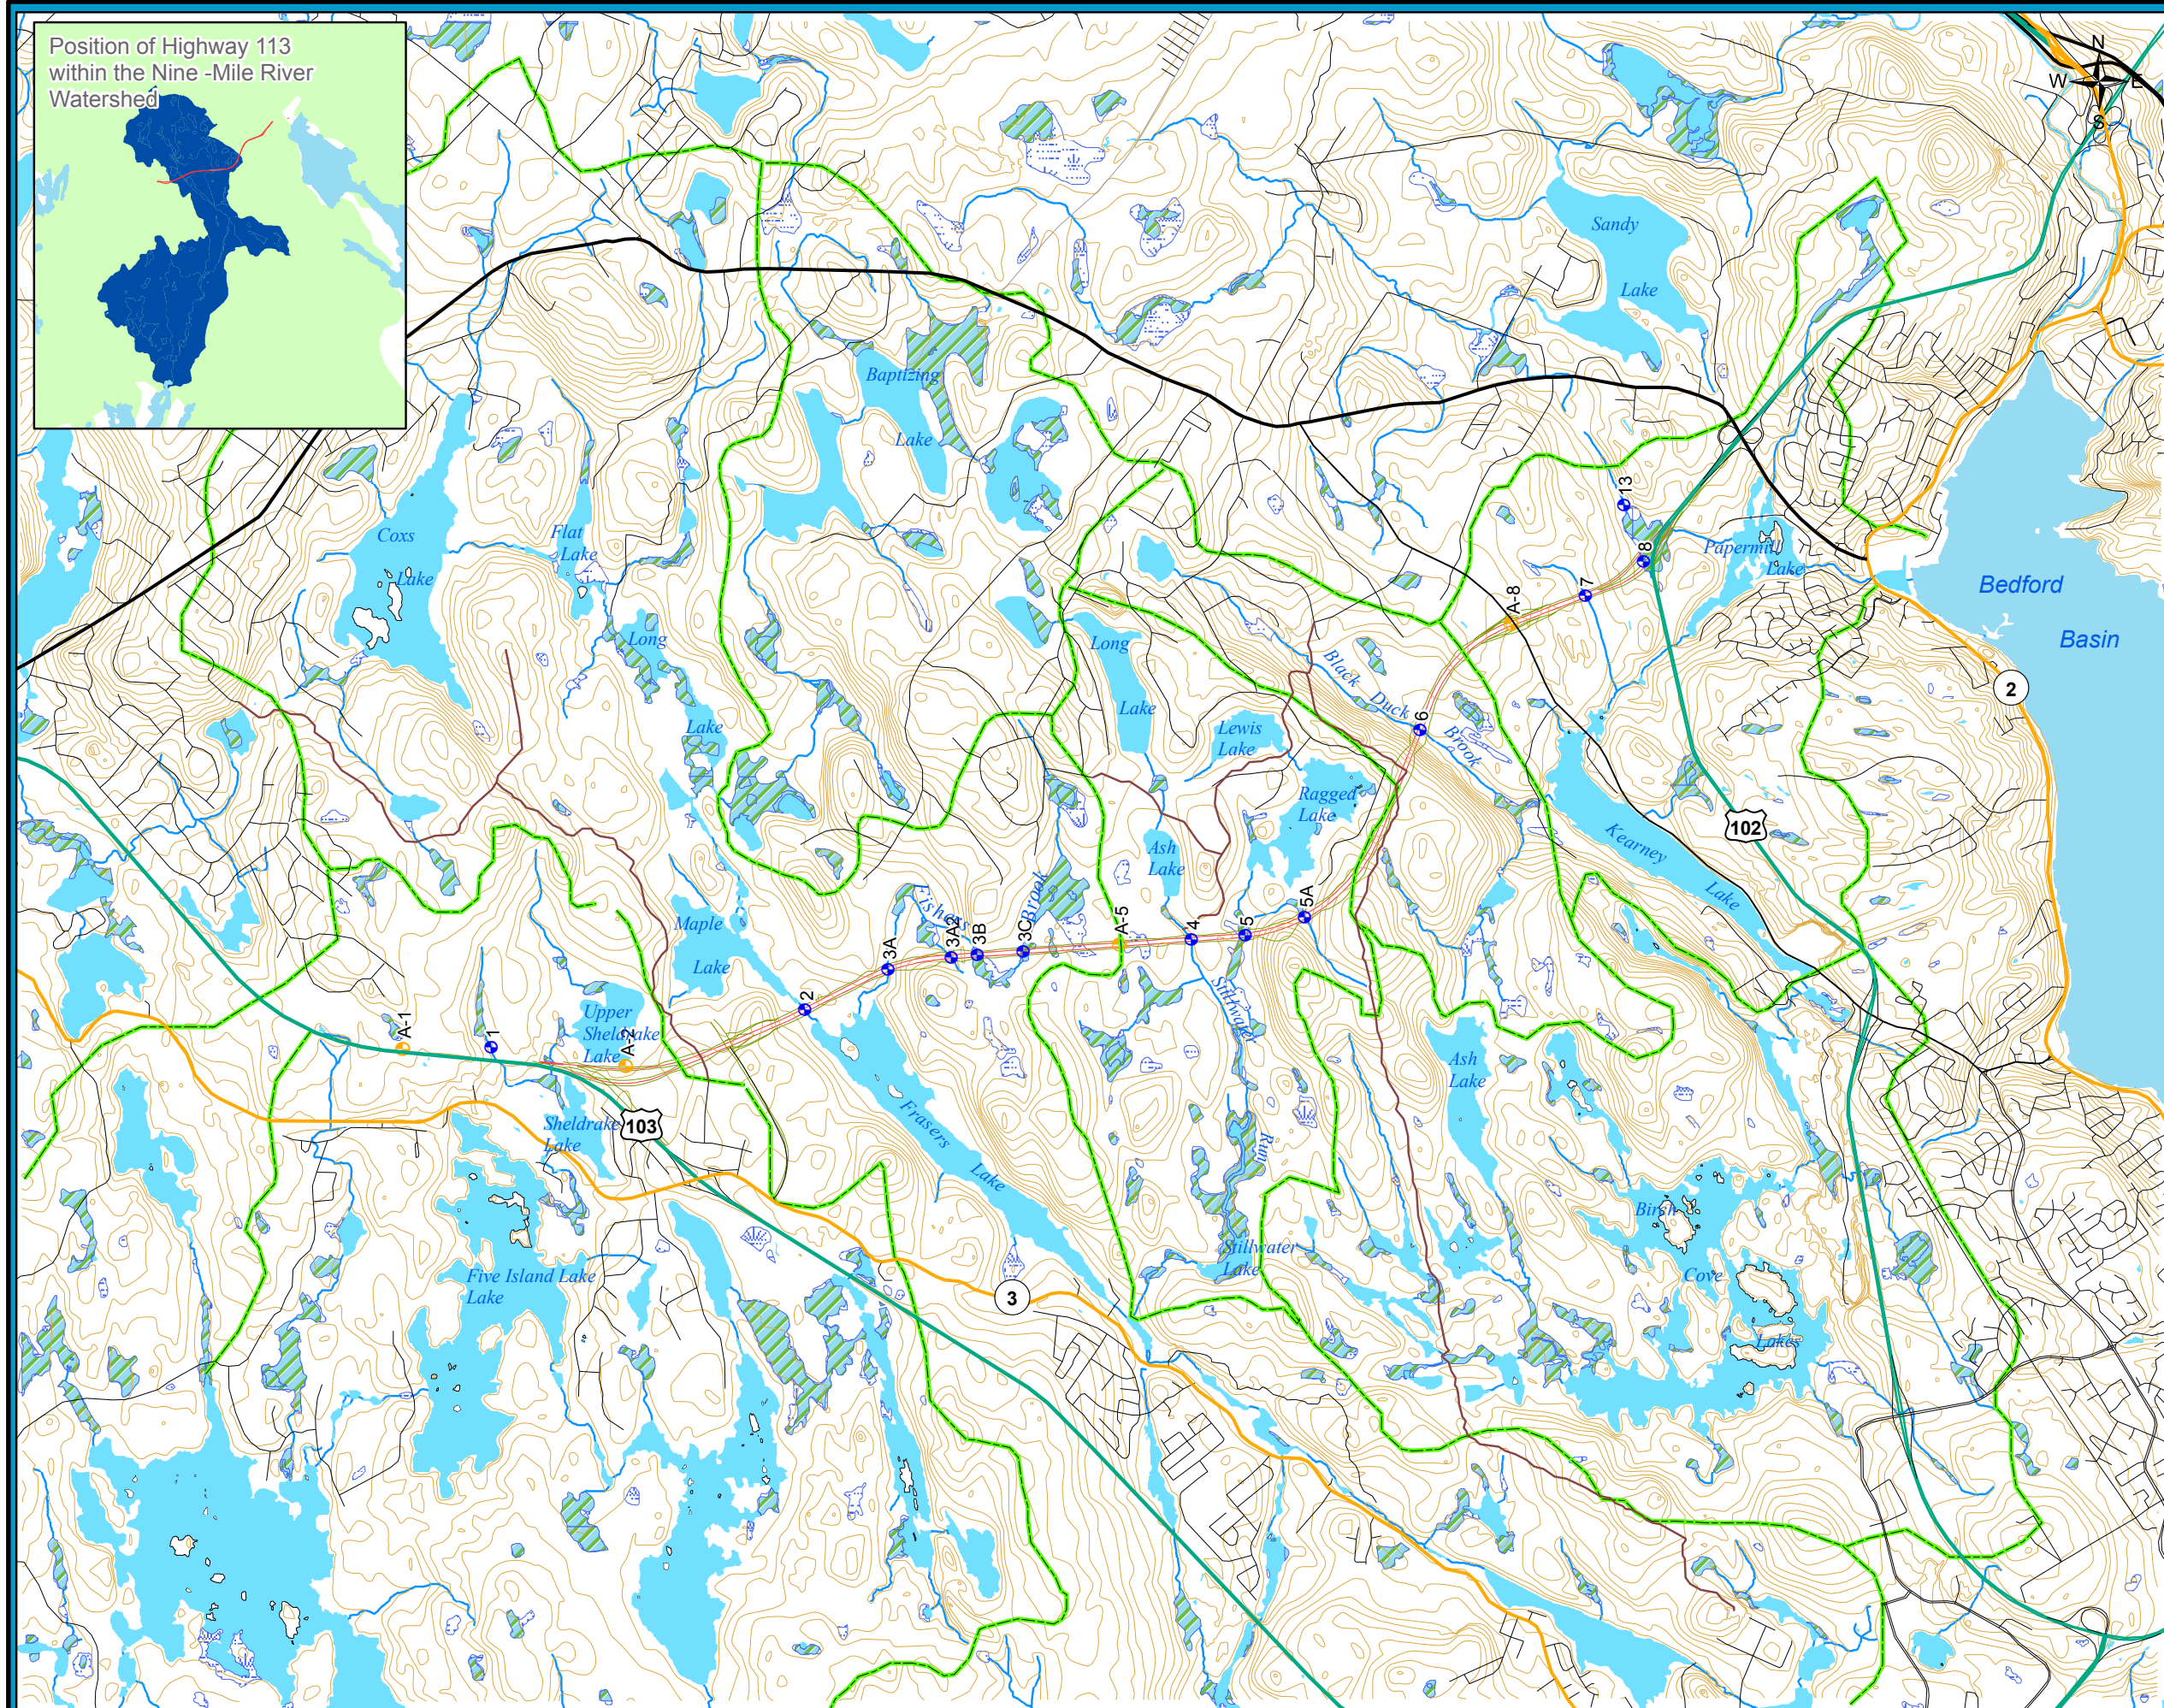 Position of Highway 113
within the Nine -Mile River
Watershed
N
W
E
S
Sandy
Lake
Baptizing
Lake
Coxs
Lake
Flat
Lake
13
8
Papermill
Lake
7
A-8
Bedford
Basin
Long
Lake
Long
Lake
Black Duck
Brook
6
2
Lewis
Lake
Ragged
Lake
102
Kearney
Lake
Ash
Lake
Maple
Lake
Fishers
Brook
3A
3A2
3B
3C
A-5
4
5
5A
2
Upper
Sheldrake
Lake
A-1
1
A-2
Stillwater
Run
Ash
Lake
Sheldrake
Lake
103
Frasers
Lake
Birch
Cove
Lakes
Stillwater
Lake
Five Island Lake
Lake
3